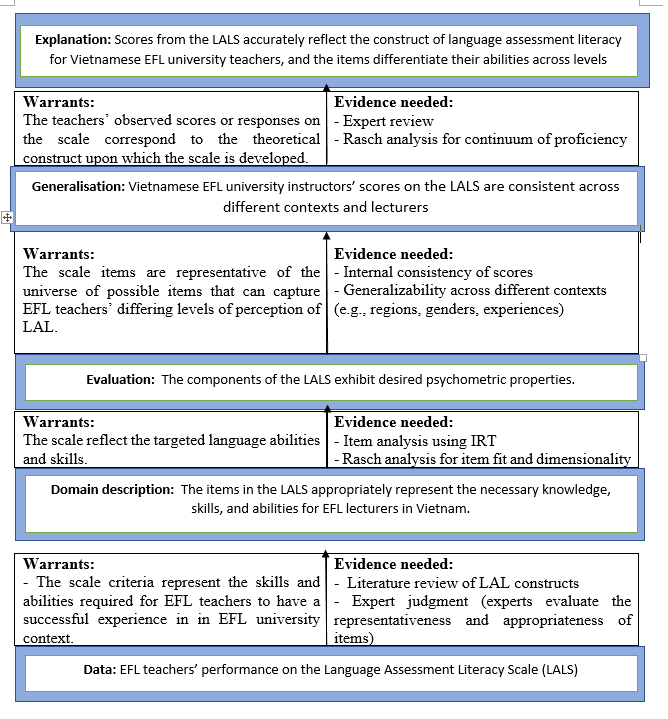 Explanation: Scores from the LALS accurately reflect the construct of language assessment literacy
for Vietnamese EFL university teachers, and the items differentiate their abilities across levels
Warrants:
The teachers' observed scores or responses on
the scale correspond to the theoretical
construct upon which the scale is developed.
Evidence needed:
- Expert review
- Rasch analysis for continuum of proficiency
Generalisation: Vietnamese EFL university instructors' scores on the LALS are consistent across
different contexts and lecturers
Warrants:
The scale items are representative of the
universe of possible items that can capture
EFL teachers' differing levels of perception of
LAL.
Evidence needed:
- Internal consistency of scores
- Generalizability across different contexts
(e.g., regions, genders, experiences)
Evaluation: The components of the LALS exhibit desired psychometric properties.
Warrants:
The scale reflect the targeted language abilities
and skills.
Evidence needed:
- Item analysis using IRT
- Rasch analysis for item fit and dimensionality
Domain description: The items in the LALS appropriately represent the necessary knowledge,
skills, and abilities for EFL lecturers in Vietnam.
Warrants:
- The scale criteria represent the skills and
abilities required for EFL teachers to have a
successful experience in in EFL university
context.
Evidence needed:
- Literature review of LAL constructs
- Expert judgment (experts evaluate the
representativeness and appropriateness of
items)
Data: EFL teachers' performance on the Language Assessment Literacy Scale (LALS)